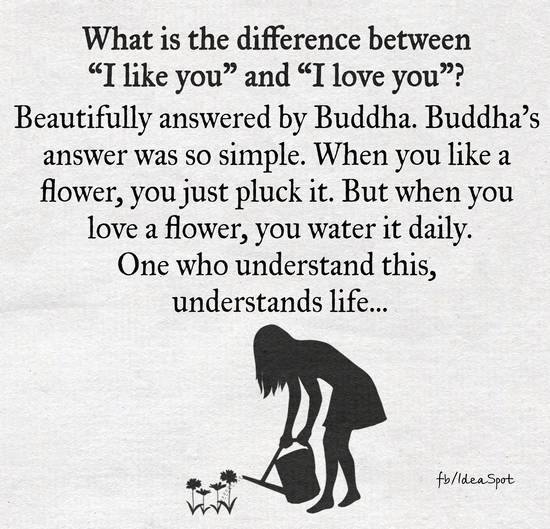 What is the difference between
“I like you” and “I love you”?
Beautifully answered by Buddha. Buddha’s
answer was so simple. When you like a
flower, you just pluck it. But when you
love a flower, you water it daily.
One who understand this,
understands life...
fb/IdeaSpot